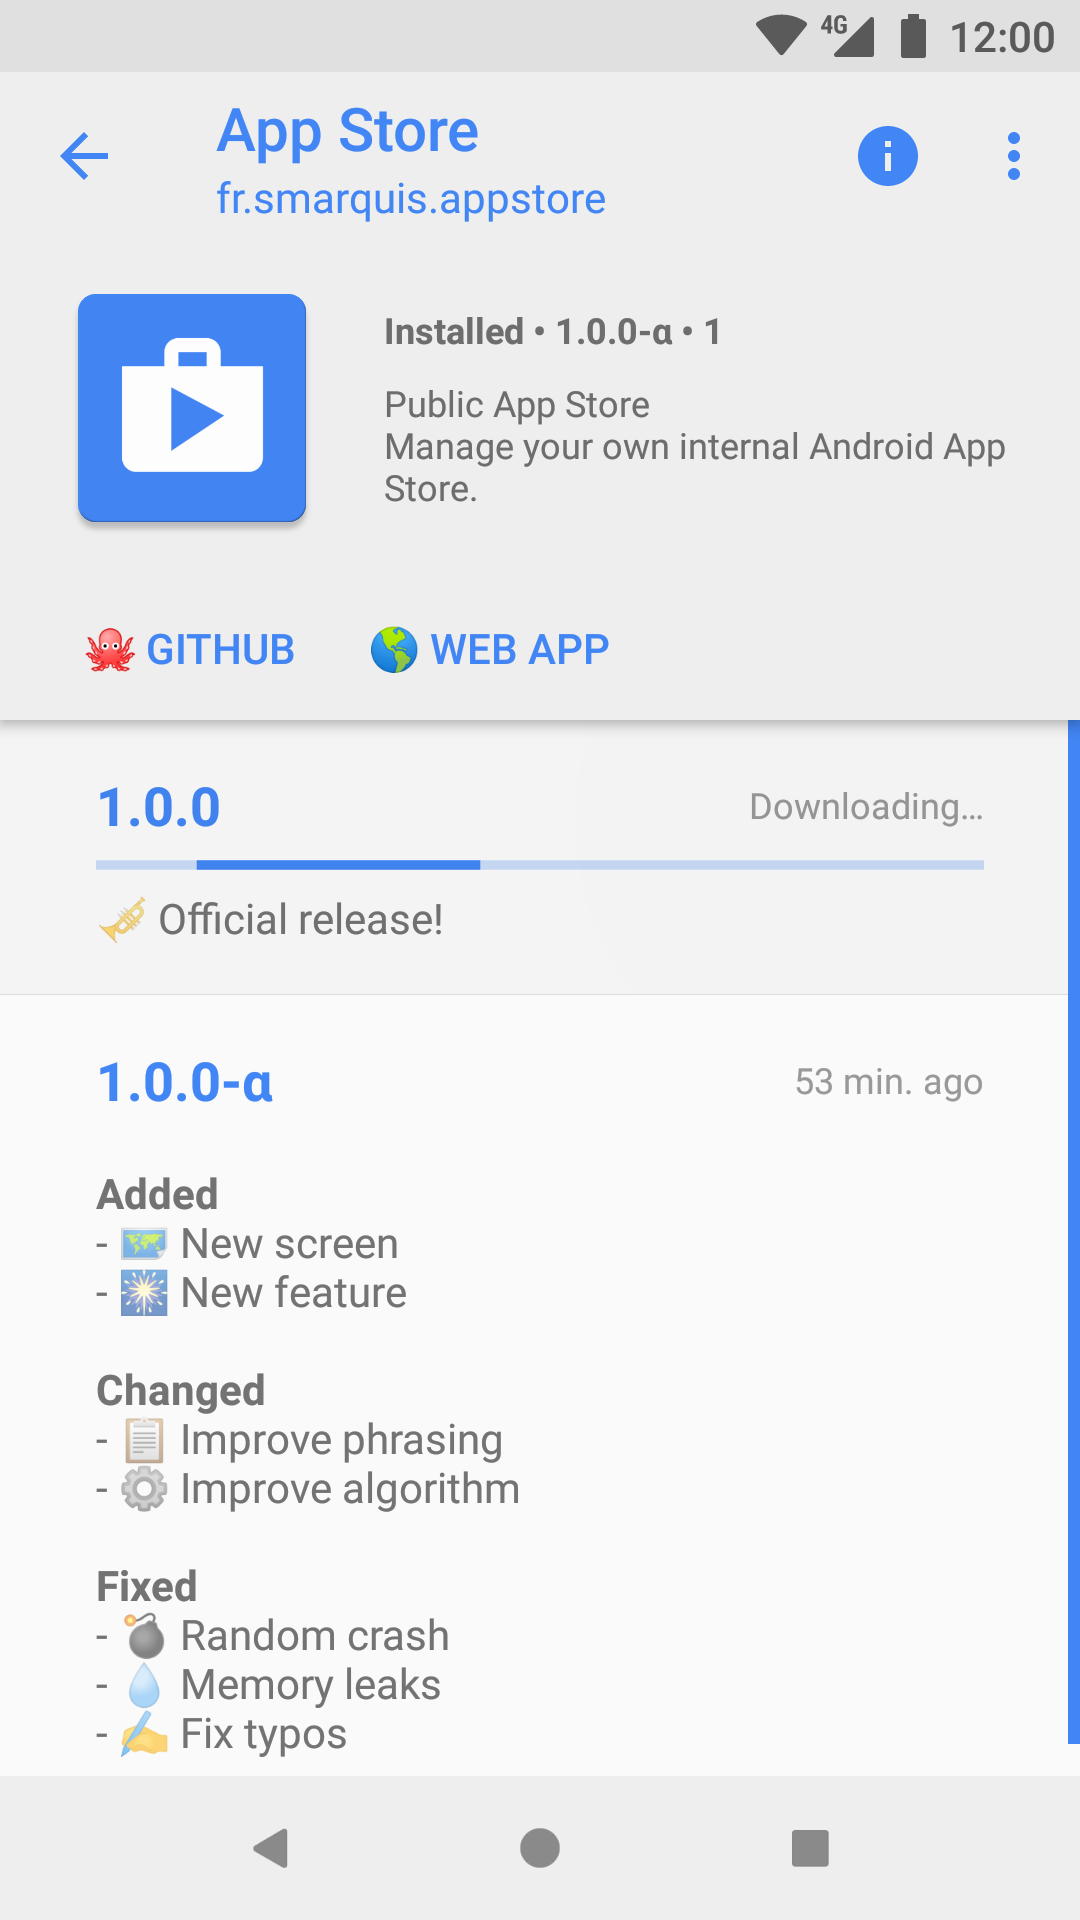 4G 12:00
App Store
fr.smarquis.appstore
Installed • 1.0.0-α • 1
Public App Store
Manage your own internal Android App
Store.
🐙 GITHUB 🌎 WEB APP
1.0.0 Downloading…
🎺 Official release!
1.0.0-α 53 min. ago
Added
- 🗺️ New screen
- 🎇 New feature
Changed
- 📋 Improve phrasing
- ⚙️ Improve algorithm
Fixed
- 💣 Random crash
- 💧 Memory leaks
- ✍️ Fix typos